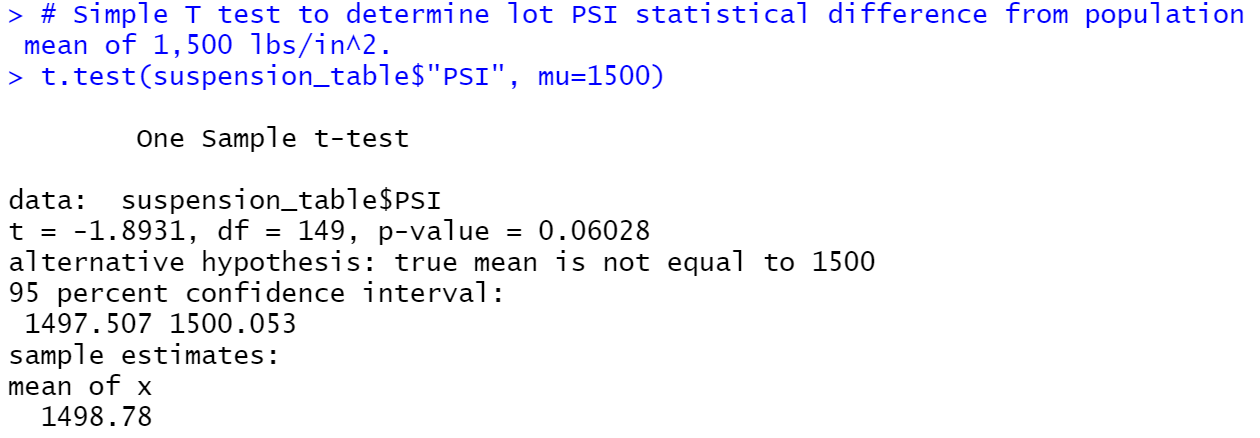 > # Simple T test to determine lot PSI statistical difference from population
mean of 1,500 lbs/in^2.
> t.test(suspension_table$"PSI", mu=1500)
One Sample t-test
data:  suspension_table$PSI
t = -1.8931, df = 149, p-value = 0.06028
alternative hypothesis: true mean is not equal to 1500
95 percent confidence interval:
1497.507 1500.053
sample estimates:
mean of x
1498.78